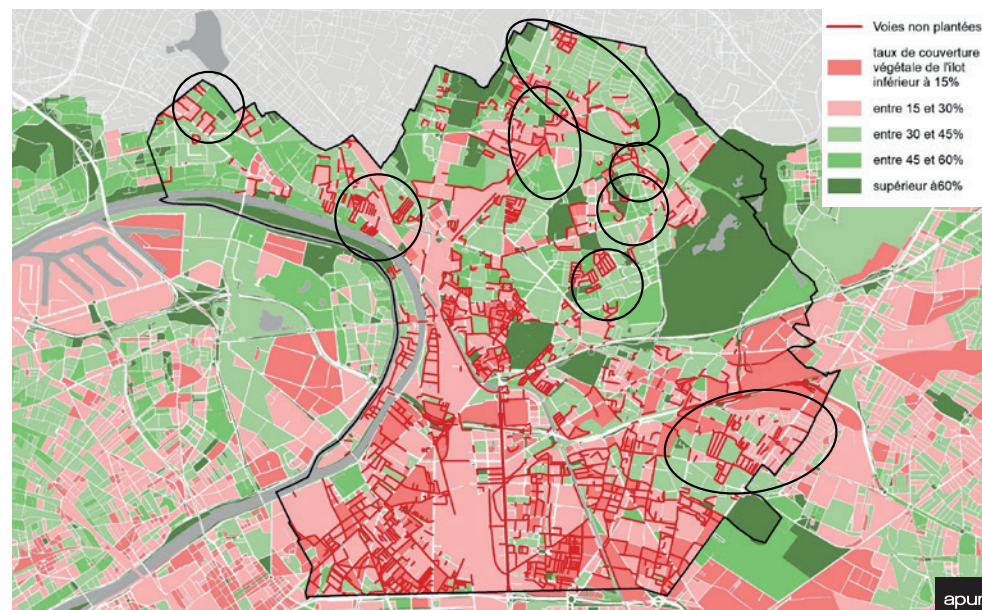 Voies non plantées
taux de couverture
végétale de l'îlot
inférieur à 15%
entre 15 et 30%
entre 30 et 45%
entre 45 et 60%
supérieur à60%
apur